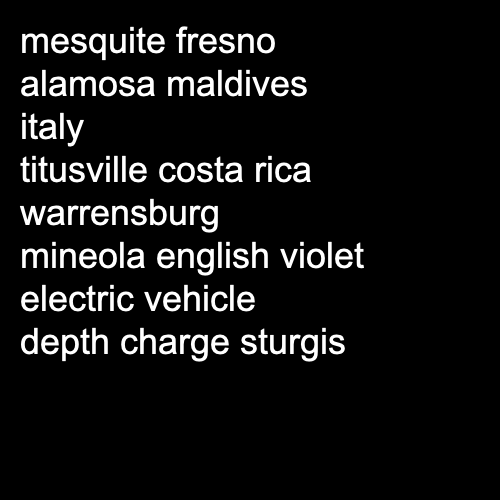 mesquite fresno
alamosa maldives
italy
titusville costa rica
warrensburg
mineola english violet
electric vehicle
depth charge sturgis